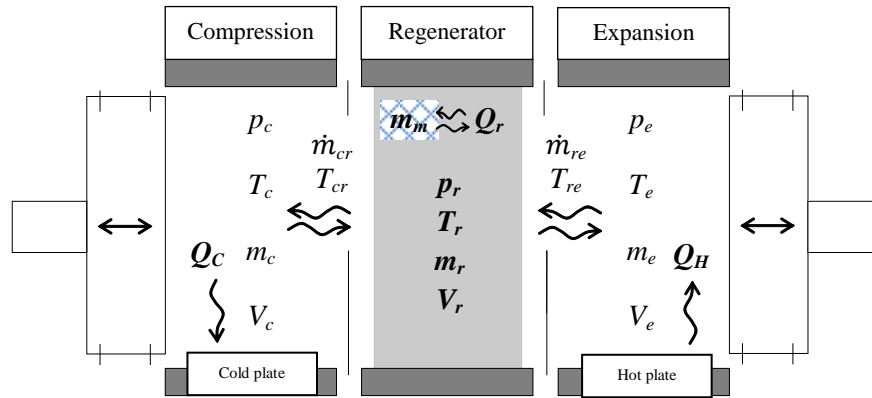 Compression Regenerator Expansion
p_c m_m Q_r p_e
ṁ_cr ṁ_re
T_c T_cr p_r T_re T_e
T_r
Q_C m_c m_r m_e Q_H
V_r
V_c V_e
Cold plate Hot plate